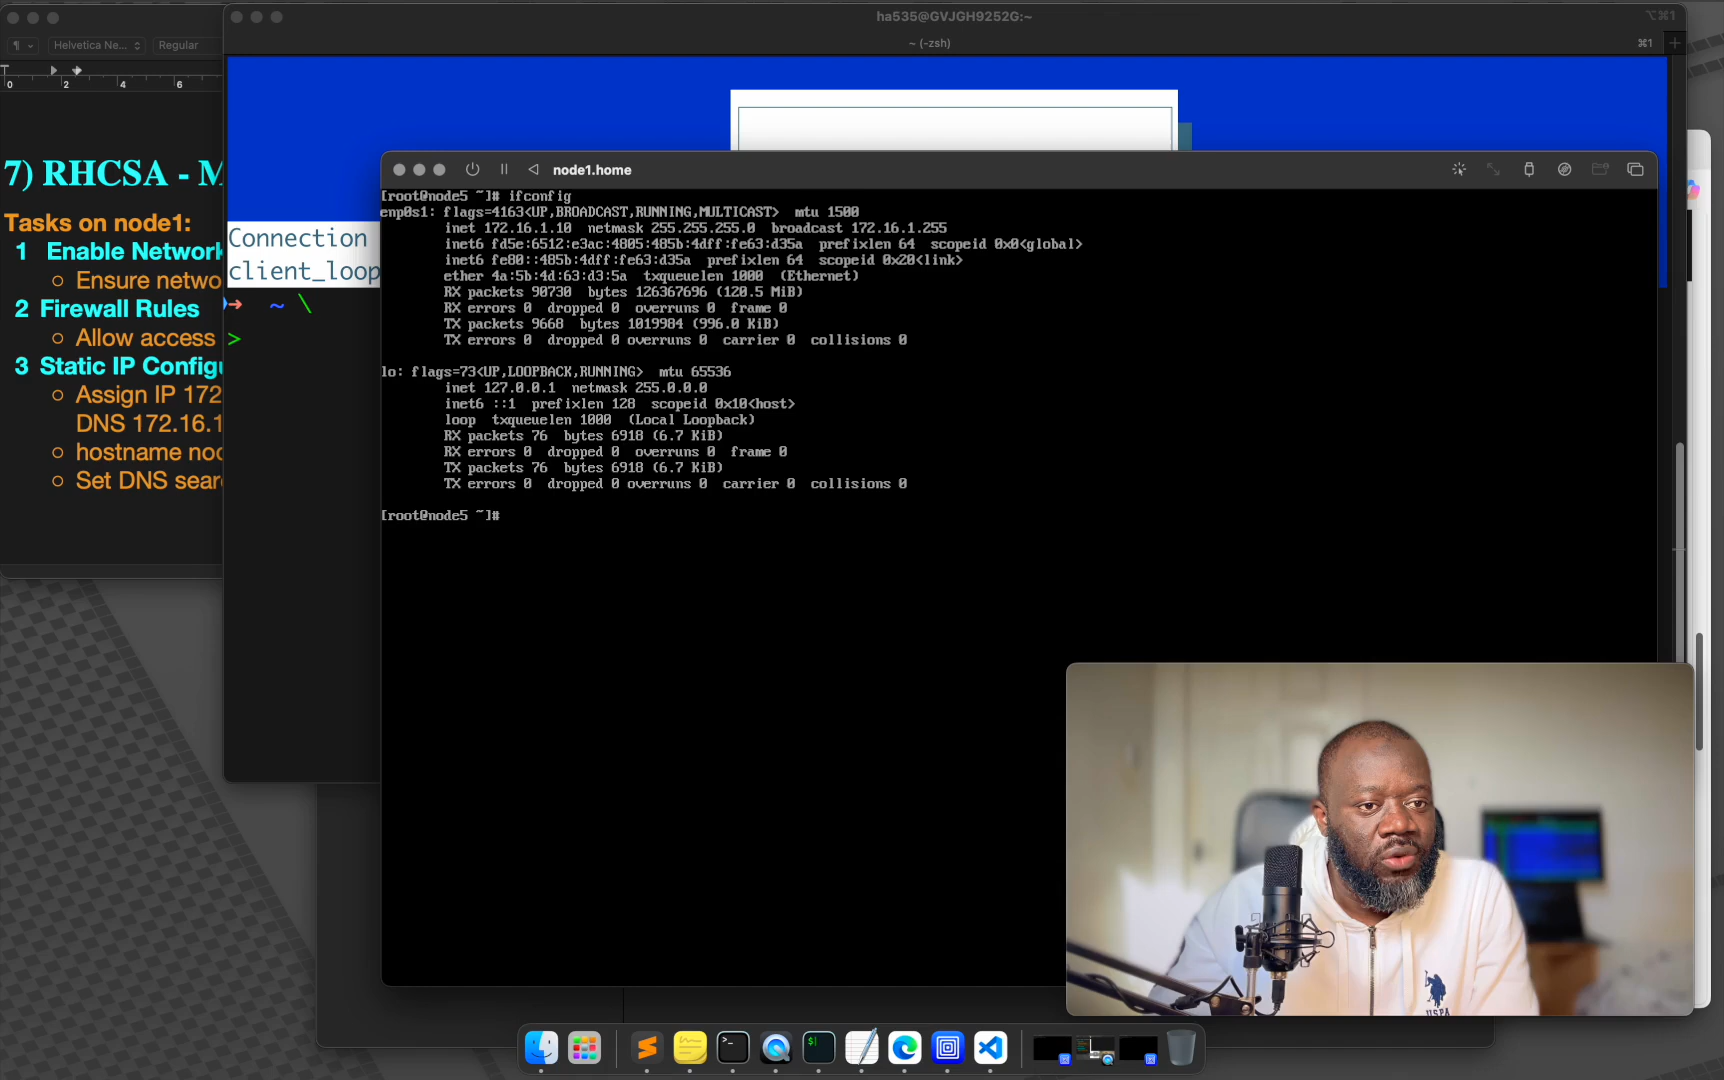 Helvetica Ne...
Regular
0 2 4 6
7) RHCSA - M
Tasks on node1:
1 Enable Network
Ensure netwo
2 Firewall Rules
Allow access
3 Static IP Configu
Assign IP 172
DNS 172.16.1
hostname nod
Set DNS sear
ha535@GVJGH9252G:~
⌥⌘1
~ (-zsh)
⌘1
Connection
client_loop
→ ~ \
>
node1.home
[root@node5 ~]# ifconfig
enp0s1: flags=4163<UP,BROADCAST,RUNNING,MULTICAST> mtu 1500
inet 172.16.1.10 netmask 255.255.255.0 broadcast 172.16.1.255
inet6 fd5e:6512:e3ac:4805:485b:4dff:fe63:d35a prefixlen 64 scopeid 0x0<global>
inet6 fe80::485b:4dff:fe63:d35a prefixlen 64 scopeid 0x20<link>
ether 4a:5b:4d:63:d3:5a txqueuelen 1000 (Ethernet)
RX packets 90730 bytes 126367696 (120.5 MiB)
RX errors 0 dropped 0 overruns 0 frame 0
TX packets 9668 bytes 1019984 (996.0 KiB)
TX errors 0 dropped 0 overruns 0 carrier 0 collisions 0
lo: flags=73<UP,LOOPBACK,RUNNING> mtu 65536
inet 127.0.0.1 netmask 255.0.0.0
inet6 ::1 prefixlen 128 scopeid 0x10<host>
loop txqueuelen 1000 (Local Loopback)
RX packets 76 bytes 6918 (6.7 KiB)
RX errors 0 dropped 0 overruns 0 frame 0
TX packets 76 bytes 6918 (6.7 KiB)
TX errors 0 dropped 0 overruns 0 carrier 0 collisions 0
[root@node5 ~]#
USPA